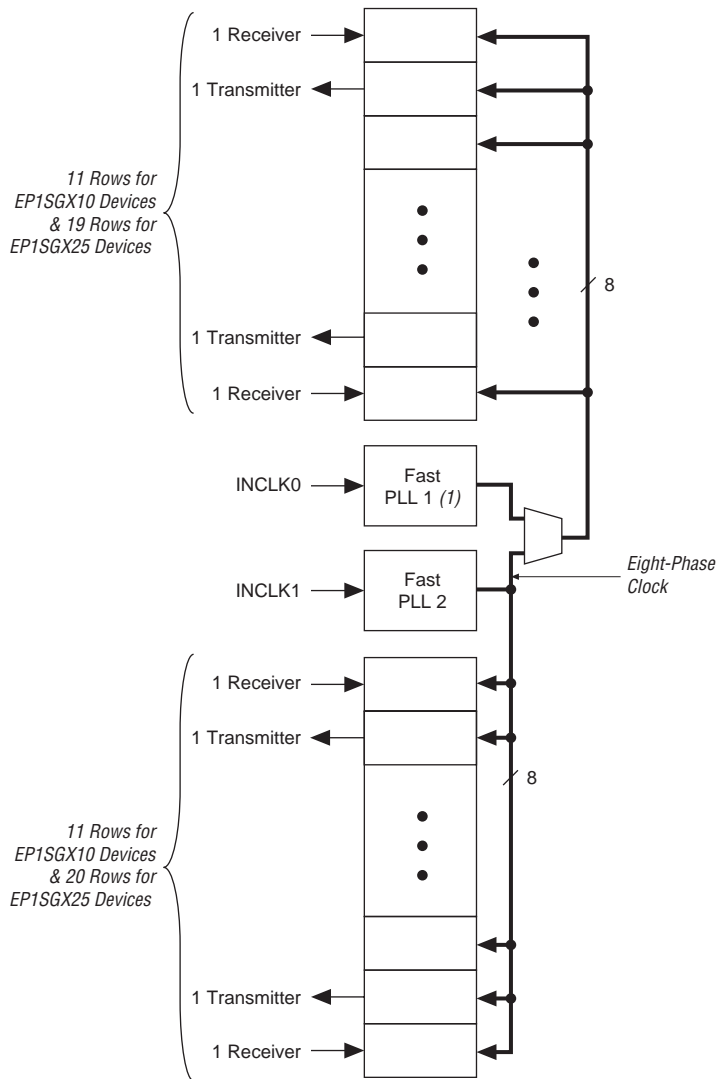 1 Receiver
1 Transmitter
11 Rows for
EP1SGX10 Devices
& 19 Rows for
EP1SGX25 Devices
8
1 Transmitter
1 Receiver
INCLK0
Fast
PLL 1 (1)
INCLK1
Fast
PLL 2
Eight-Phase
Clock
1 Receiver
1 Transmitter
8
11 Rows for
EP1SGX10 Devices
& 20 Rows for
EP1SGX25 Devices
1 Transmitter
1 Receiver